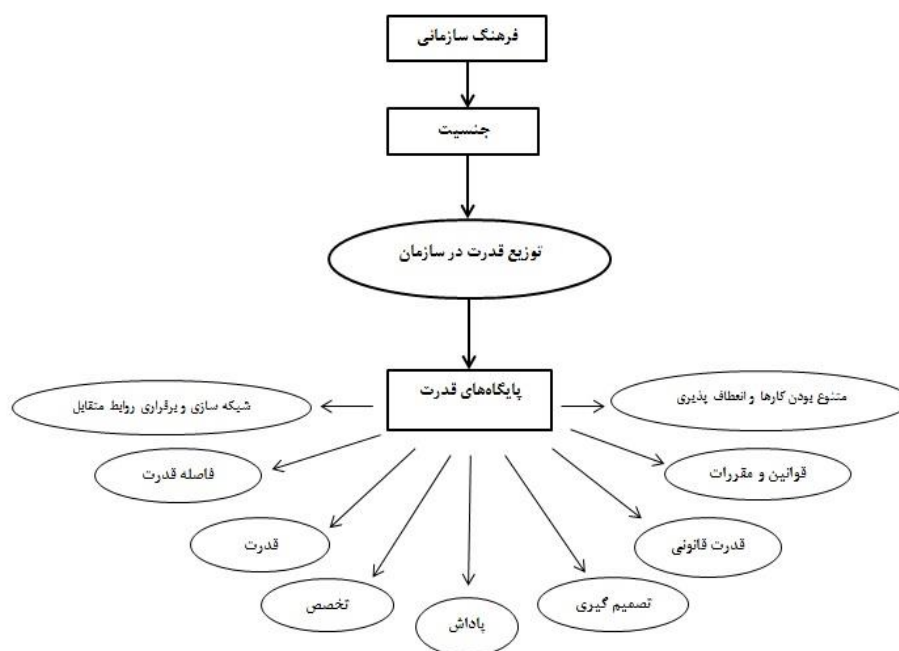 فرهنگ سازمانی
جنسیت
توزیع قدرت در سازمان
پایگاه‌های قدرت
متنوع بودن کارها و انعطاف پذیری
شبکه سازی و برقراری روابط متقابل
قوانین و مقررات
فاصله قدرت
قدرت قانونی
قدرت
تصمیم گیری
تخصص
پاداش